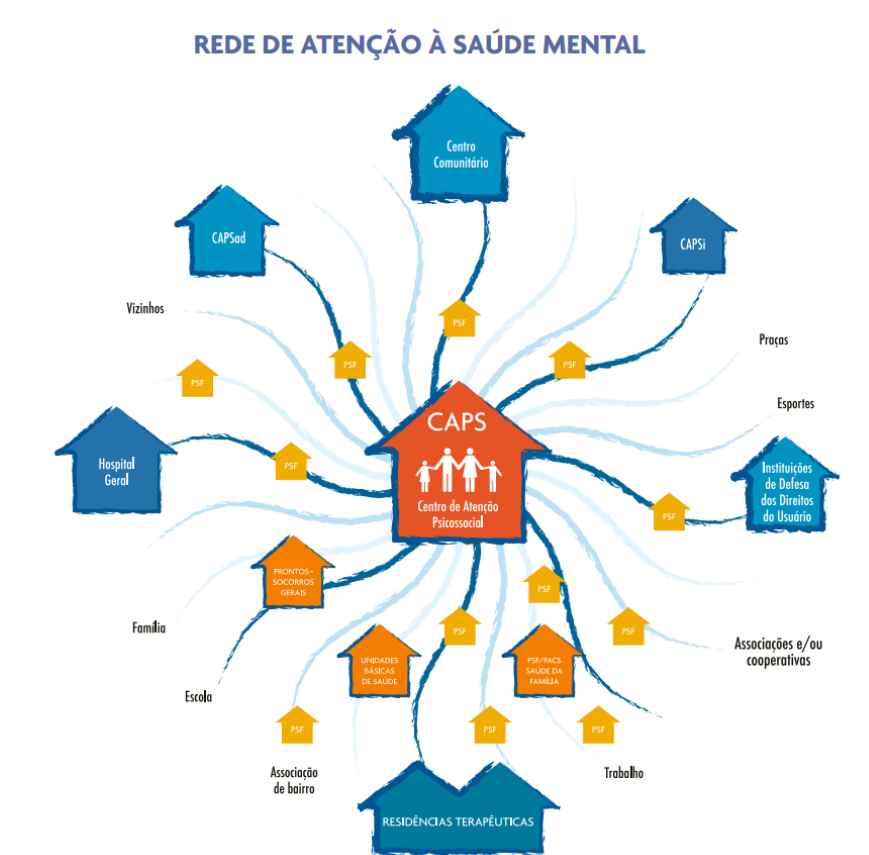 REDE DE ATENÇÃO À SAÚDE MENTAL
Centro
Comunitário
CAPSad
CAPSi
Vizinhos
PSF
PSF
PSF
Praças
PSF
Esportes
CAPS
Centro de Atenção
Psicossocial
Hospital
Geral
PSF
Instituições
de Defesa
dos Direitos
do Usuário
PSF
PRONTOS-
SOCORROS
GERAIS
PSF
Família
PSF
PSF
Associações e/ou
cooperativas
UNIDADES
BÁSICAS
DE SAÚDE
PSF/PACS
SAÚDE DA
FAMÍLIA
Escola
PSF
PSF
PSF
Associação
de bairro
Trabalho
RESIDÊNCIAS TERAPÊUTICAS